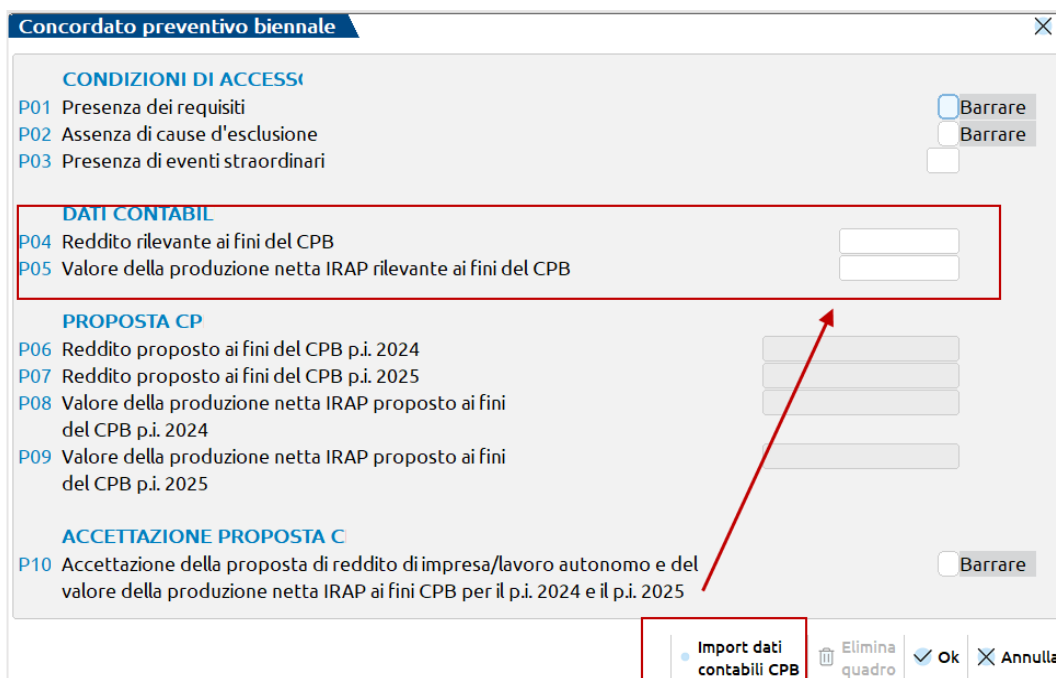 Concordato preventivo biennale
CONDIZIONI DI ACCESS
P01 Presenza dei requisiti Barrare
P02 Assenza di cause d'esclusione Barrare
P03 Presenza di eventi straordinari
DATI CONTABIL
P04 Reddito rilevante ai fini del CPB
P05 Valore della produzione netta IRAP rilevante ai fini del CPB
PROPOSTA CP
P06 Reddito proposto ai fini del CPB p.i. 2024
P07 Reddito proposto ai fini del CPB p.i. 2025
P08 Valore della produzione netta IRAP proposto ai fini
del CPB p.i. 2024
P09 Valore della produzione netta IRAP proposto ai fini
del CPB p.i. 2025
ACCETTAZIONE PROPOSTA C
P10 Accettazione della proposta di reddito di impresa/lavoro autonomo e del Barrare
valore della produzione netta IRAP ai fini CPB per il p.i. 2024 e il p.i. 2025
Import dati
contabili CPB
Elimina
quadro
Ok
Annulla